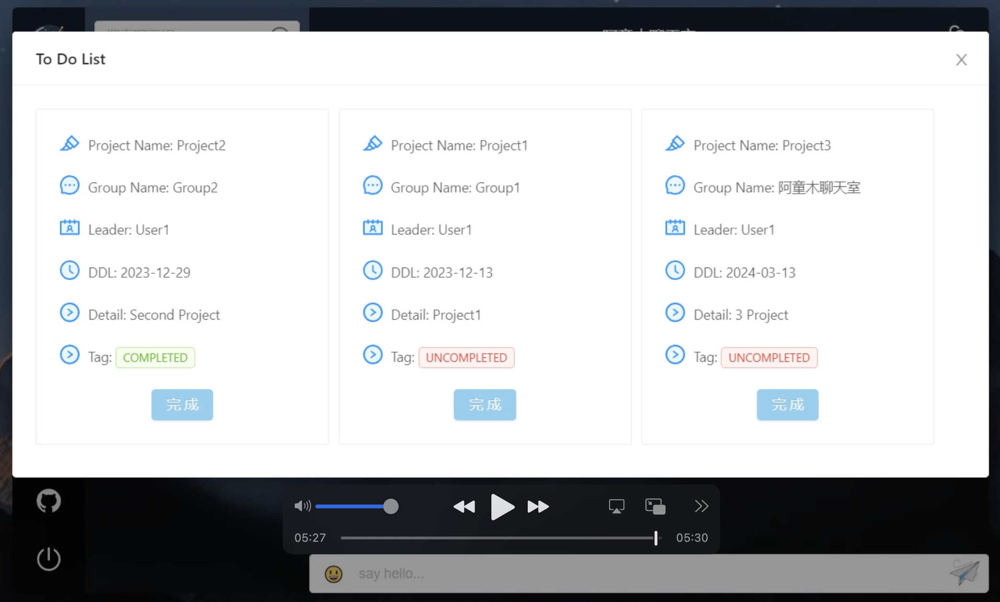 To Do List
Project Name: Project2
Group Name: Group2
Leader: User1
DDL: 2023-12-29
Detail: Second Project
Tag: COMPLETED
完成
Project Name: Project1
Group Name: Group1
Leader: User1
DDL: 2023-12-13
Detail: Project1
Tag: UNCOMPLETED
完成
Project Name: Project3
Group Name: 阿童木聊天室
Leader: User1
DDL: 2024-03-13
Detail: 3 Project
Tag: UNCOMPLETED
完成
05:27
05:30
say hello...